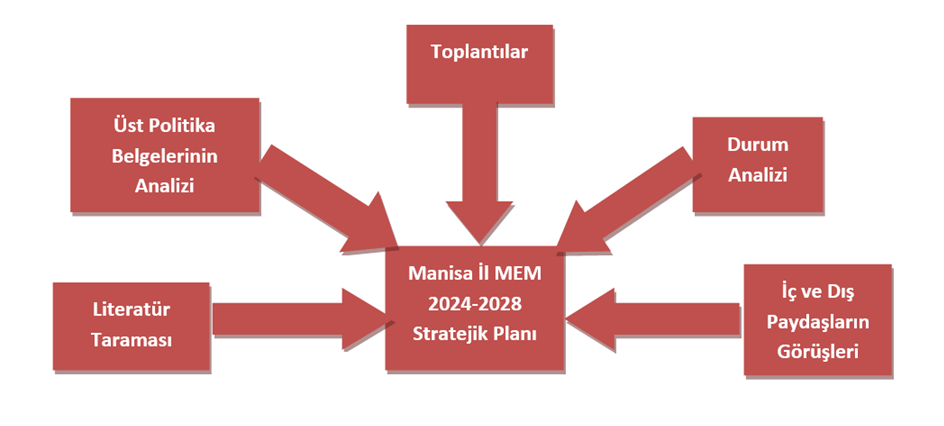 Toplantılar
Üst Politika
Belgelerinin
Analizi
Durum
Analizi
Manisa İl MEM
2024-2028
Stratejik Planı
Literatür
Taraması
İç ve Dış
Paydaşların
Görüşleri